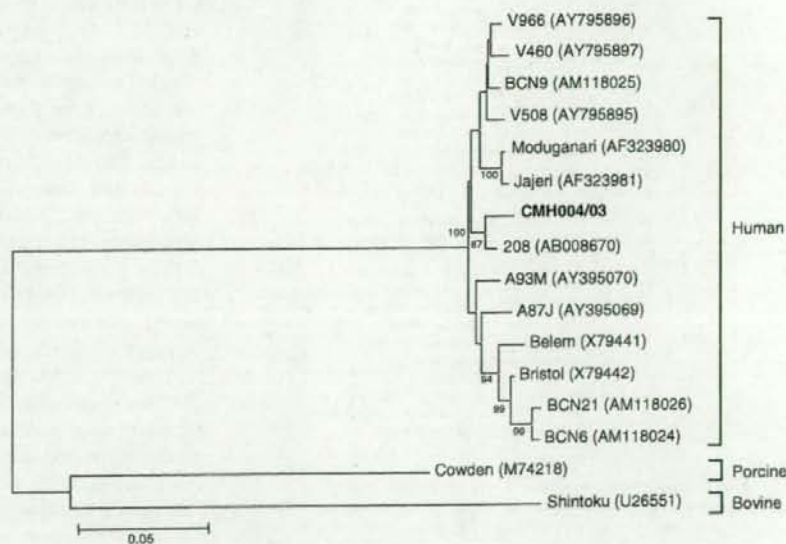 V966 (AY795896)
V460 (AY795897)
BCN9 (AM118025)
V508 (AY795895)
Moduganari (AF323980)
100
Jajeri (AF323981)
CMH004/03
100
87
Human
208 (AB008670)
A93M (AY395070)
A87J (AY395069)
Belem (X79441)
94
Bristol (X79442)
99
BCN21 (AM118026)
99
BCN6 (AM118024)
Cowden (M74218)
Porcine
Shintoku (U26551)
Bovine
0.05